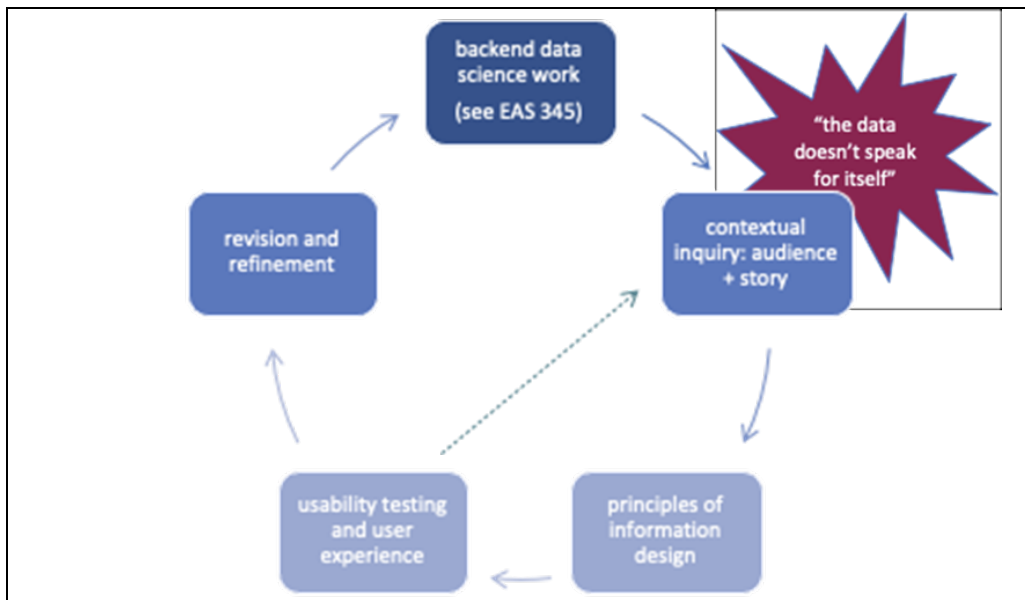 backend data
science work
(see EAS 345)
“the data
doesn’t speak
for itself”
contextual
inquiry: audience
+ story
principles of
information
design
usability testing
and user
experience
revision and
refinement